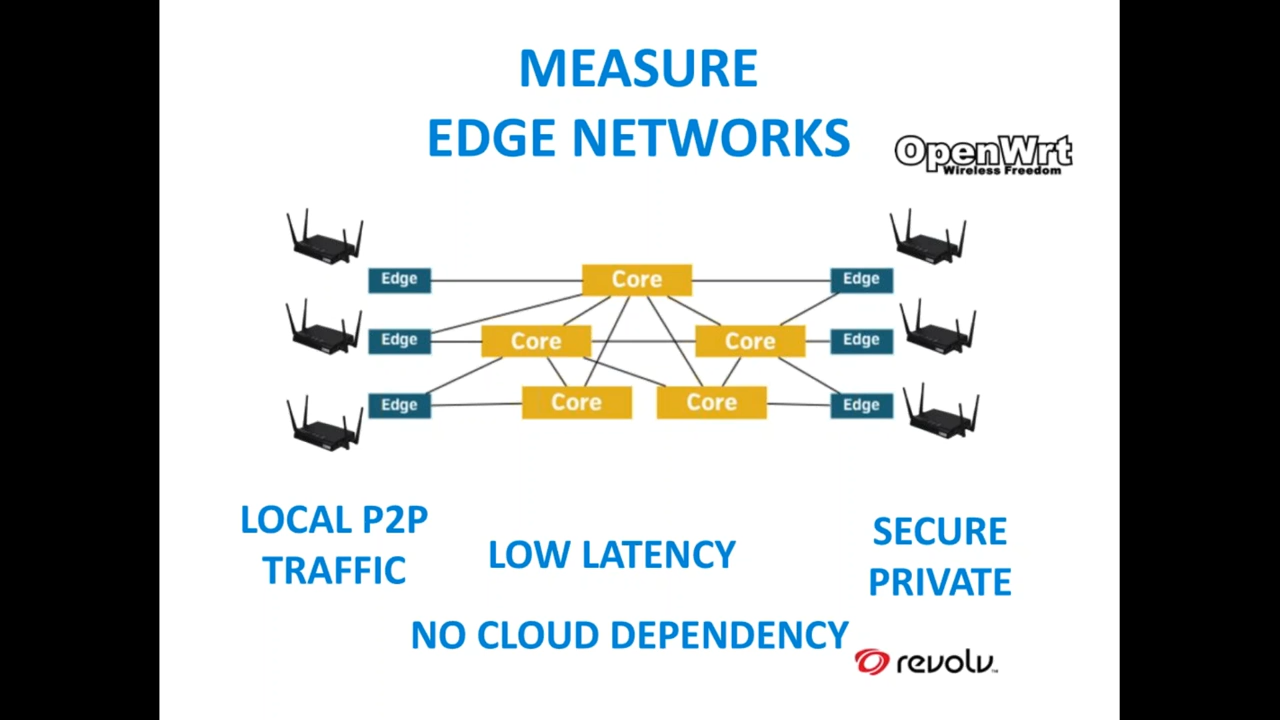 MEASURE
EDGE NETWORKS
OpenWrt
Wireless Freedom
Edge
Core
Edge
Edge
Core
Core
Edge
Edge
Core
Core
Edge
LOCAL P2P
TRAFFIC
LOW LATENCY
SECURE
PRIVATE
NO CLOUD DEPENDENCY
revolv